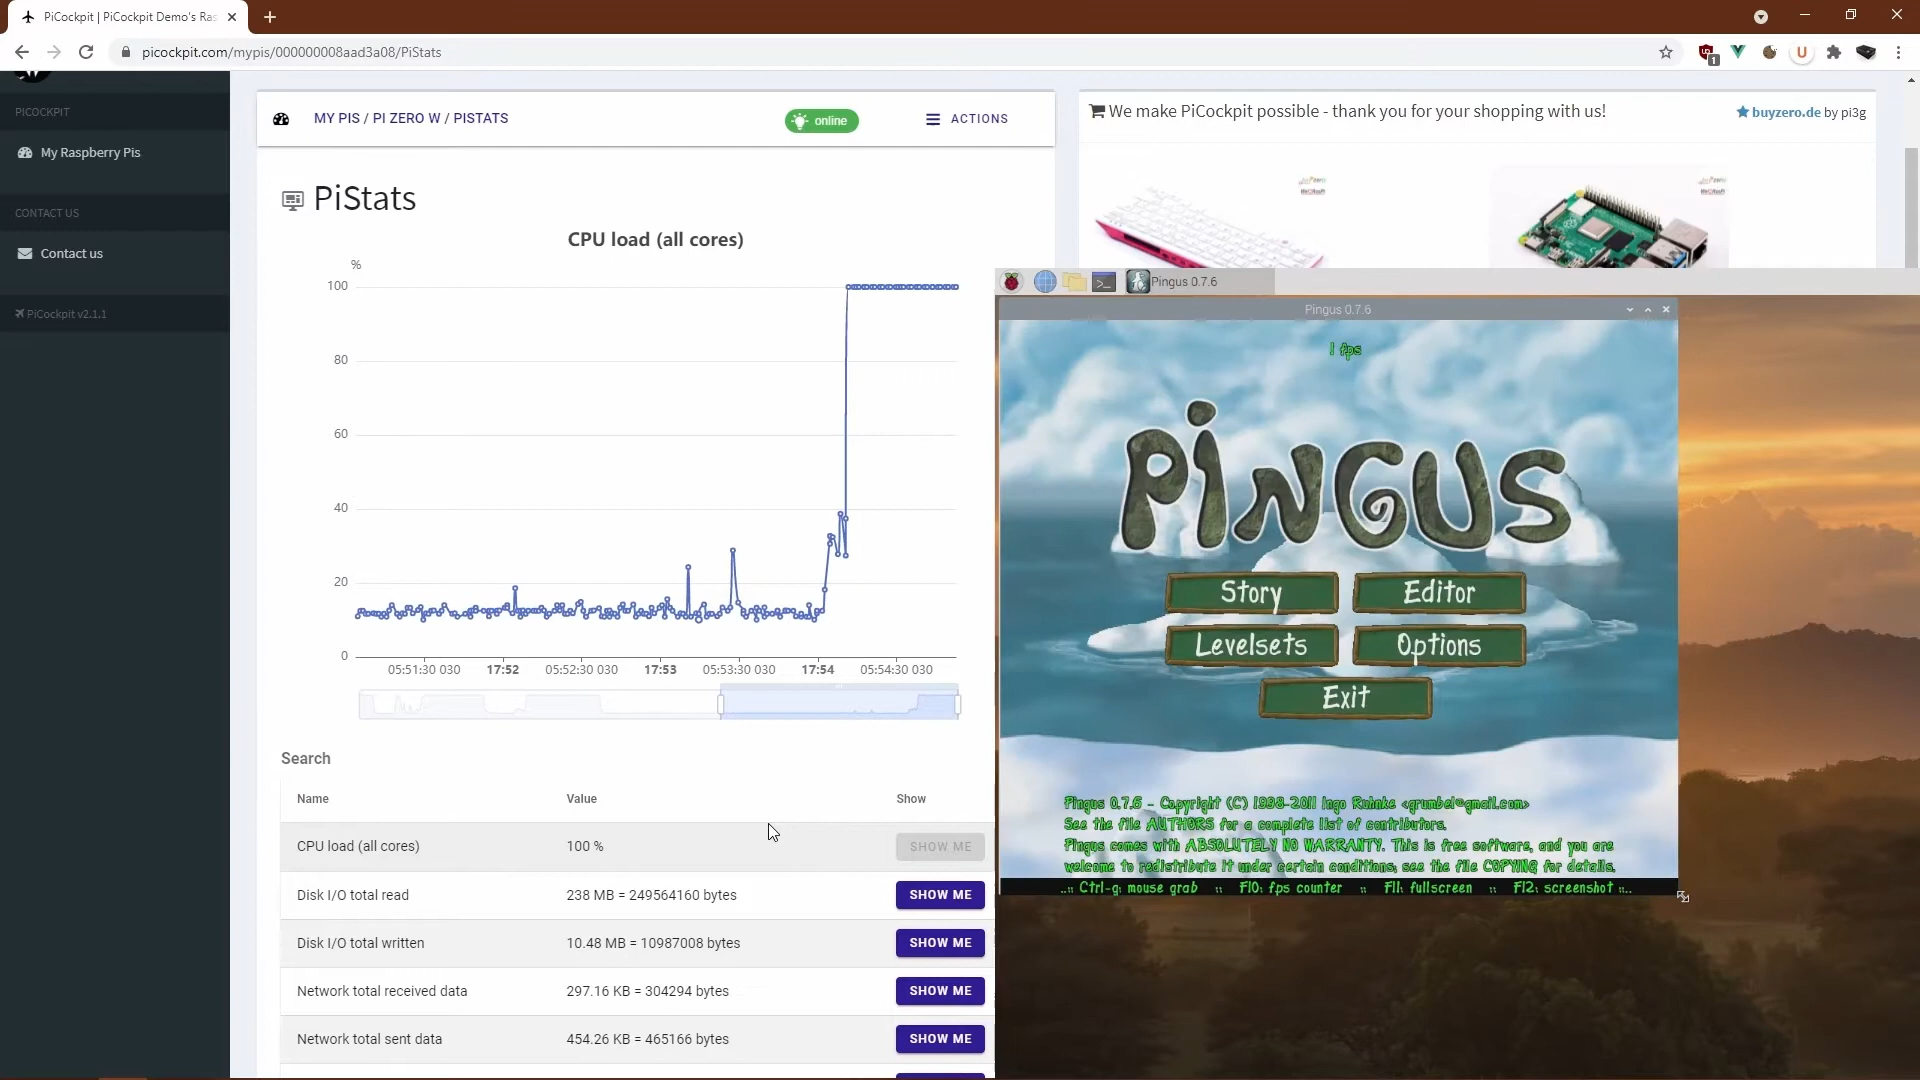 PiCockpit | PiCockpit Demo's Ras
picockpit.com/mypis/000000008aad3a08/PiStats
1
U
PICOCKPIT
My Raspberry Pis
CONTACT US
Contact us
PiCockpit v2.1.1
MY PIS / PI ZERO W / PISTATS
online
ACTIONS
We make PiCockpit possible - thank you for your shopping with us!
buyzero.de by pi3g
PiStats
CPU load (all cores)
%
100
80
60
40
20
0
05:51:30 030
17:52
05:52:30 030
17:53
05:53:30 030
17:54
05:54:30 030
Search
Name Value Show
CPU load (all cores) 100 % SHOW ME
Disk I/O total read 238 MB = 249564160 bytes SHOW ME
Disk I/O total written 10.48 MB = 10987008 bytes SHOW ME
Network total received data 297.16 KB = 304294 bytes SHOW ME
Network total sent data 454.26 KB = 465166 bytes SHOW ME
Pingus 0.7.6
Pingus 0.7.6
1 fps
PiNGUS
Story
Editor
Levelsets
Options
Exit
Pingus 0.7.6 - Copyright (C) 1998-2011 Ingo Ruhnke <grumbel@gmail.com>
See the file AUTHORS for a complete list of contributors.
Pingus comes with ABSOLUTELY NO WARRANTY. This is free software, and you are
welcome to redistribute it under certain conditions; see the file COPYING for details.
..:: Ctrl-g: mouse grab :: F10: fps counter :: F11: fullscreen :: F12: screenshot ::..